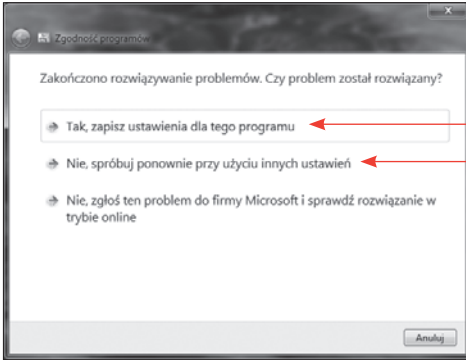 Zgodność programów
Zakończono rozwiązywanie problemów. Czy problem został rozwiązany?
Tak, zapisz ustawienia dla tego programu
Nie, spróbuj ponownie przy użyciu innych ustawień
Nie, zgłoś ten problem do firmy Microsoft i sprawdź rozwiązanie w
trybie online
Anuluj